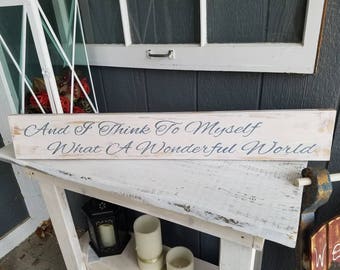 And I Think To Myself
What A Wonderful World